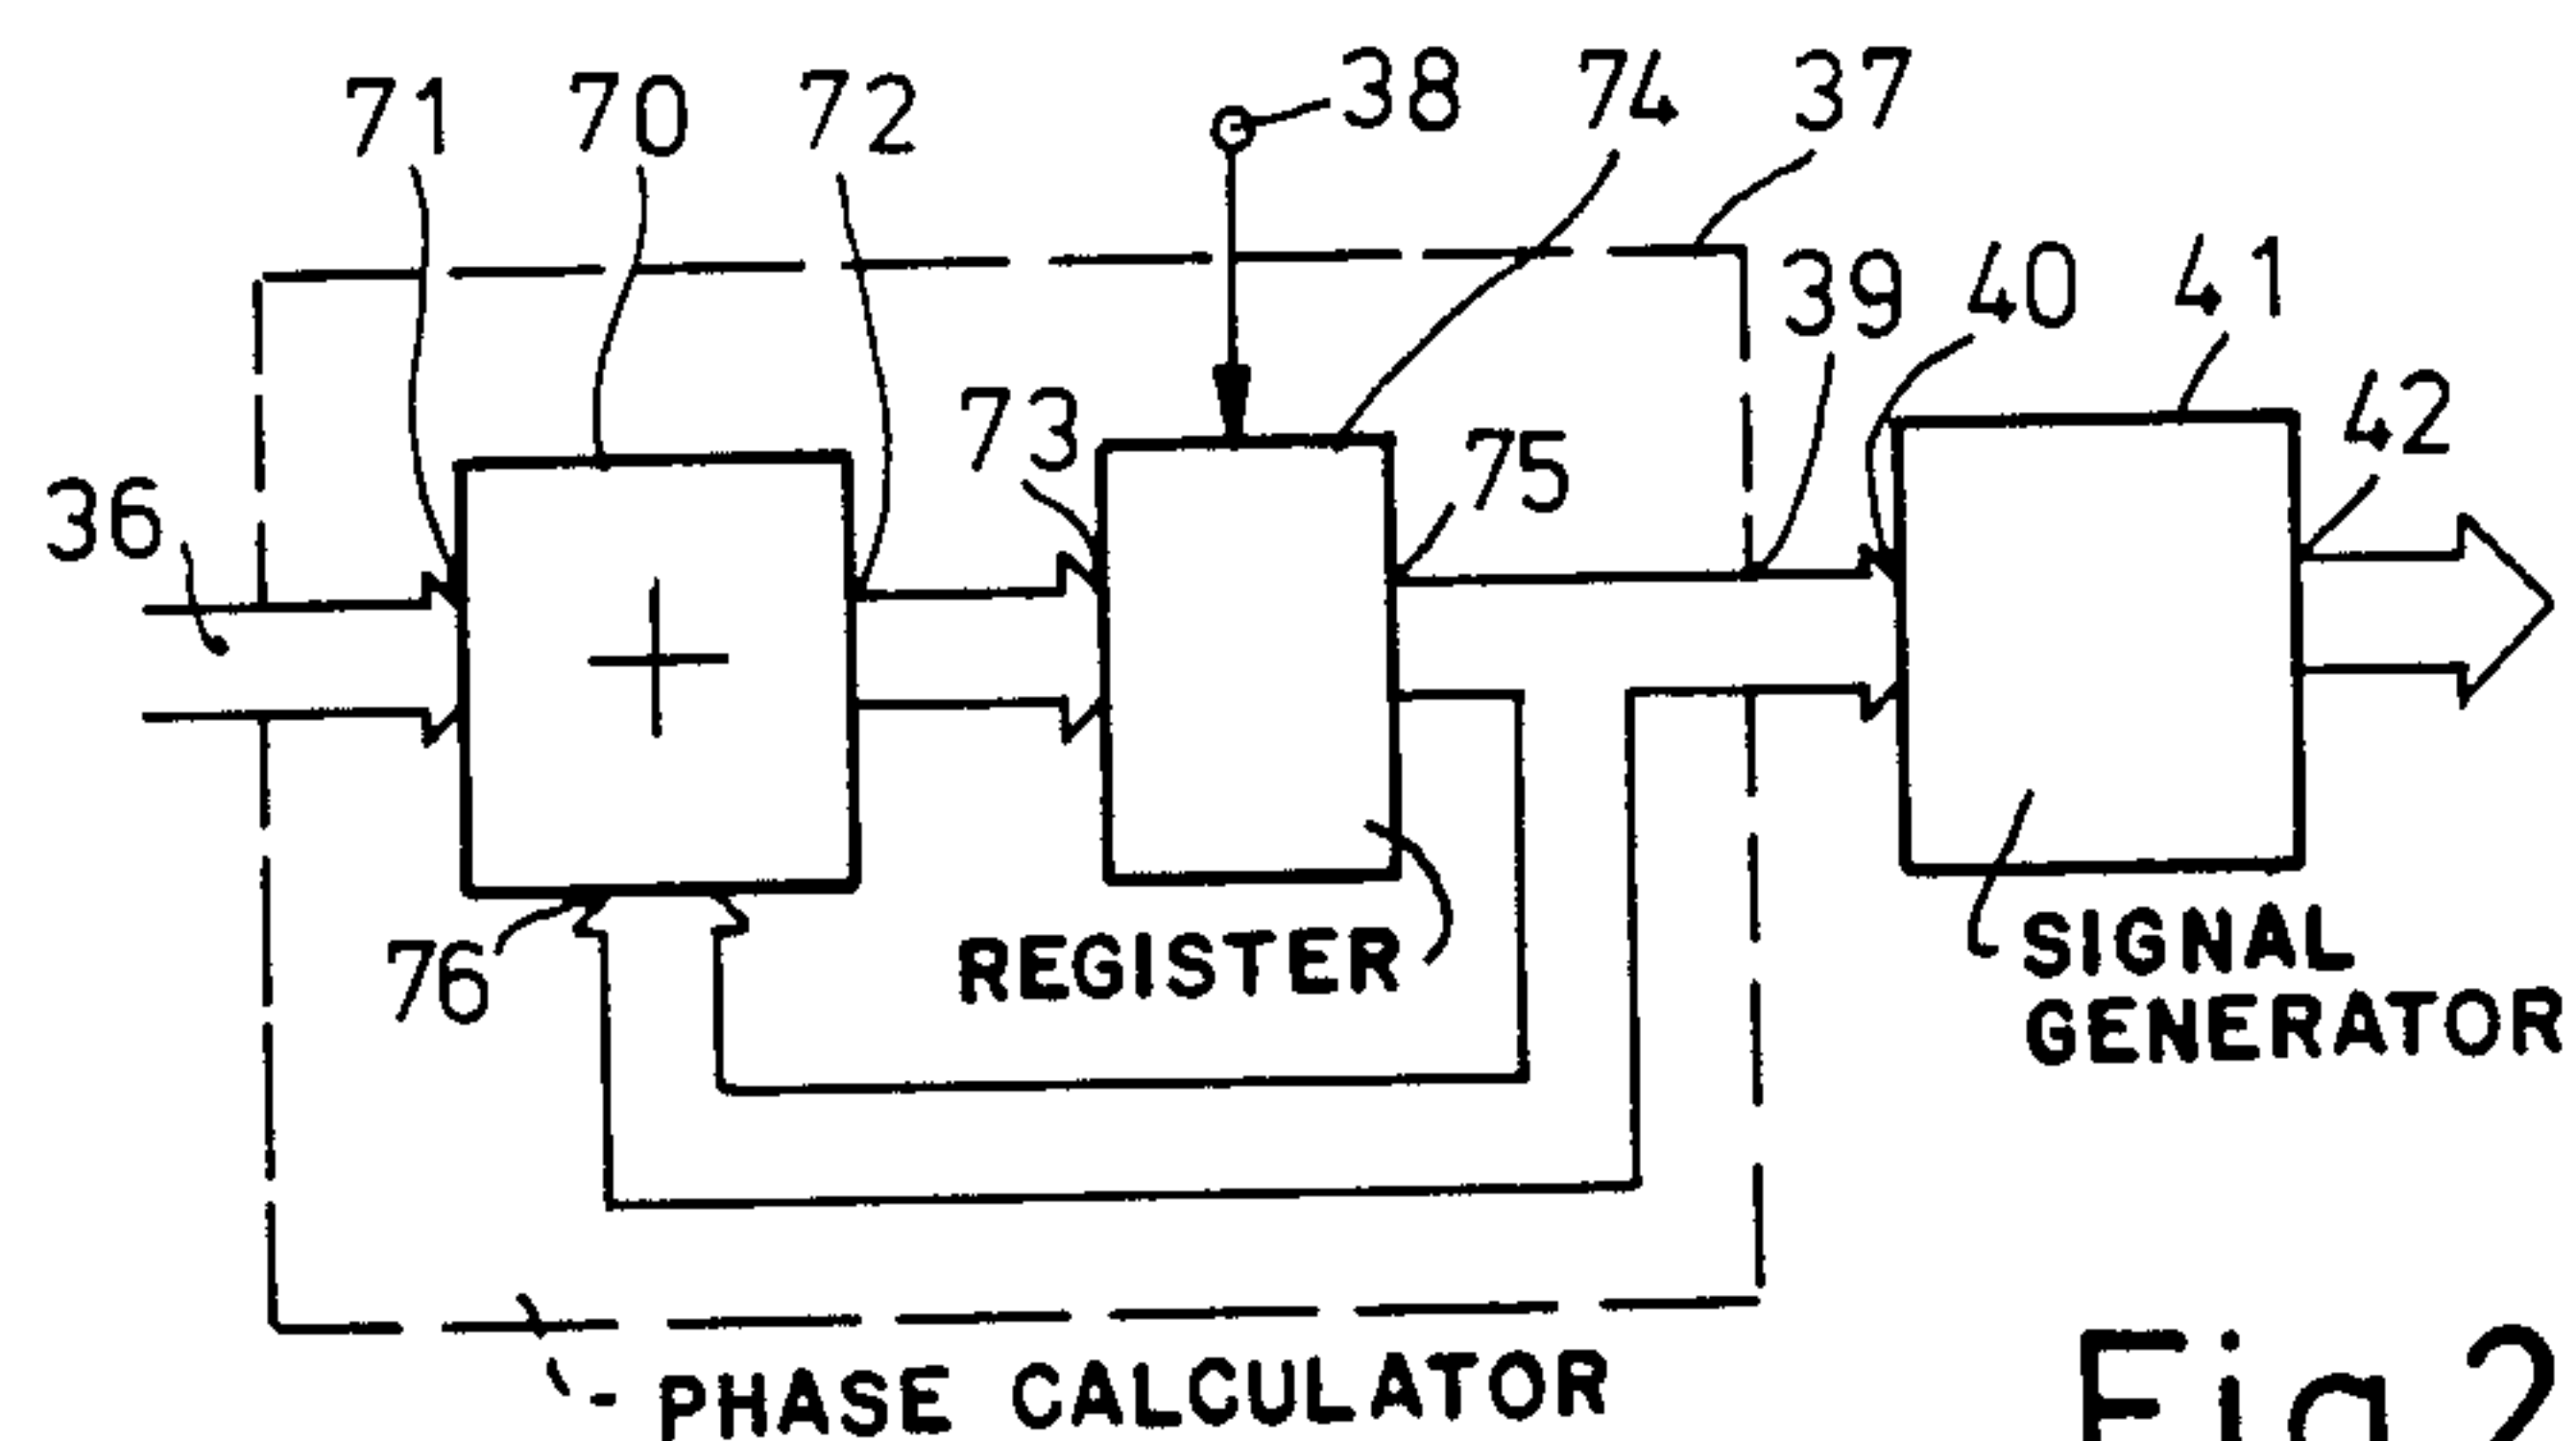 71 70 72 38 74 37
39 40 41
73 75 42
36
76
REGISTER
SIGNAL
GENERATOR
PHASE CALCULATOR
Fig.2